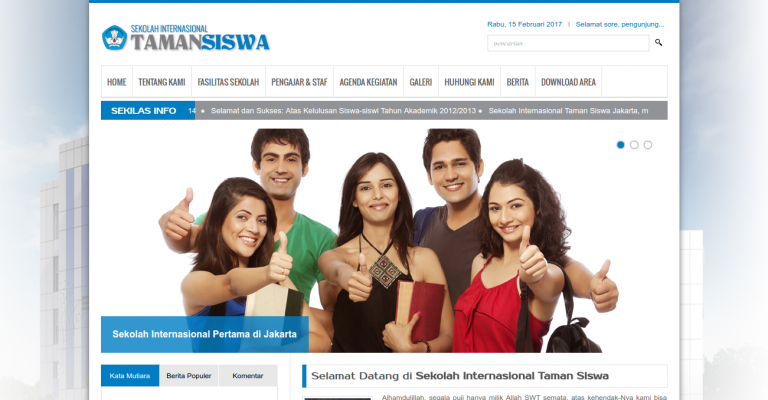 Rabu, 15 Februari 2017 | Selamat sore, pengunjung...
SEKOLAH INTERNASIONAL
TAMANSISWA
HOME TENTANG KAMI FASILITAS SEKOLAH PENGAJAR & STAF AGENDA KEGIATAN GALERI HUHUNGI KAMI BERITA DOWNLOAD AREA
SEKILAS INFO 14 ● Selamat dan Sukses: Atas Kelulusan Siswa-siswi Tahun Akademik 2012/2013 ● Sekolah Internasional Taman Siswa Jakarta, m
Sekolah Internasional Pertama di Jakarta
Kata Mutiara Berita Populer Komentar
Selamat Datang di Sekolah Internasional Taman Siswa
Alhamdulillah, segala puji hanya milik Allah SWT semata, atas kehendak-Nya kami bisa